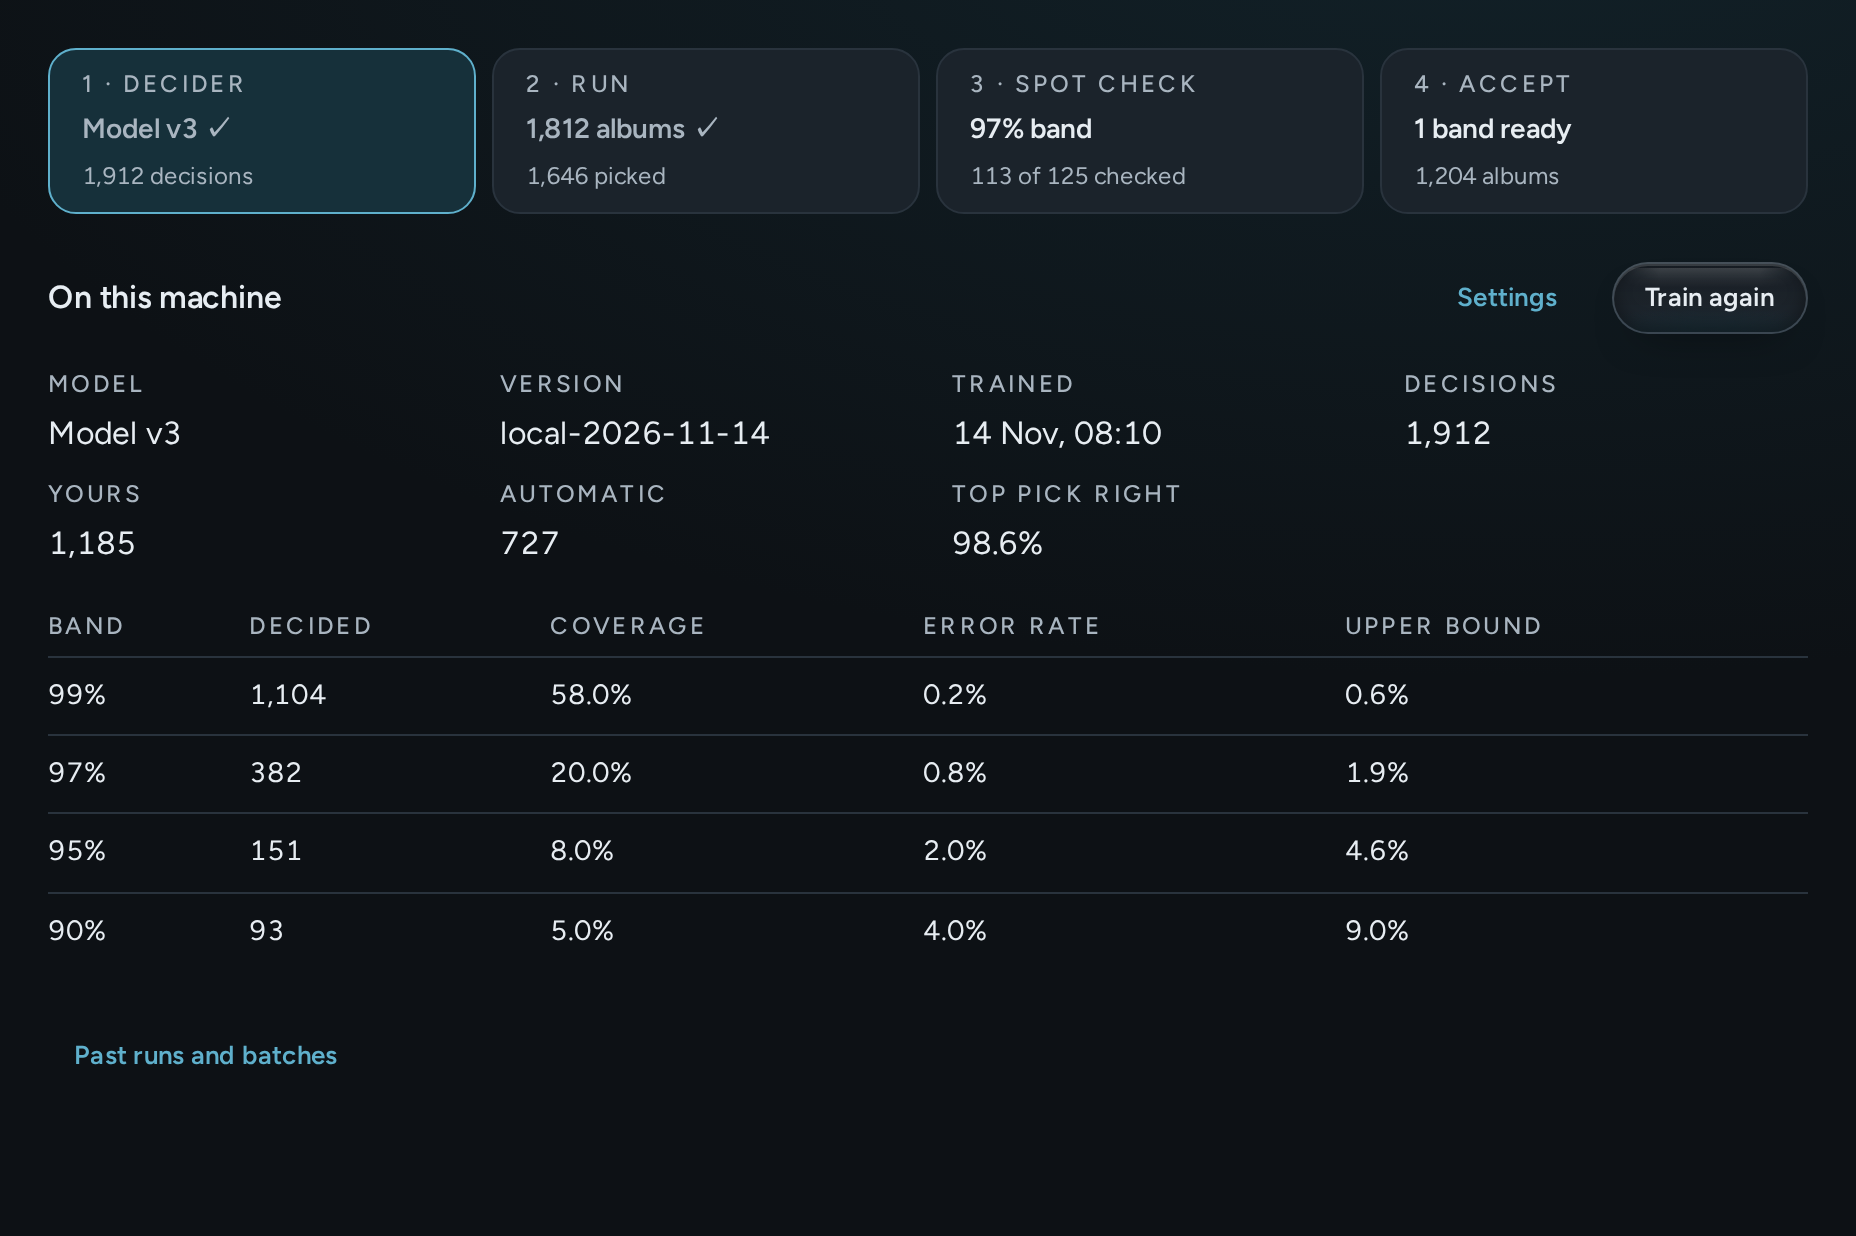 1 · DECIDER
Model v3 ✓
1,912 decisions
2 · RUN
1,812 albums ✓
1,646 picked
3 · SPOT CHECK
97% band
113 of 125 checked
4 · ACCEPT
1 band ready
1,204 albums
On this machine
Settings
Train again
MODEL
Model v3
VERSION
local-2026-11-14
TRAINED
14 Nov, 08:10
DECISIONS
1,912
YOURS
1,185
AUTOMATIC
727
TOP PICK RIGHT
98.6%
BAND DECIDED COVERAGE ERROR RATE UPPER BOUND
99% 1,104 58.0% 0.2% 0.6%
97% 382 20.0% 0.8% 1.9%
95% 151 8.0% 2.0% 4.6%
90% 93 5.0% 4.0% 9.0%
Past runs and batches